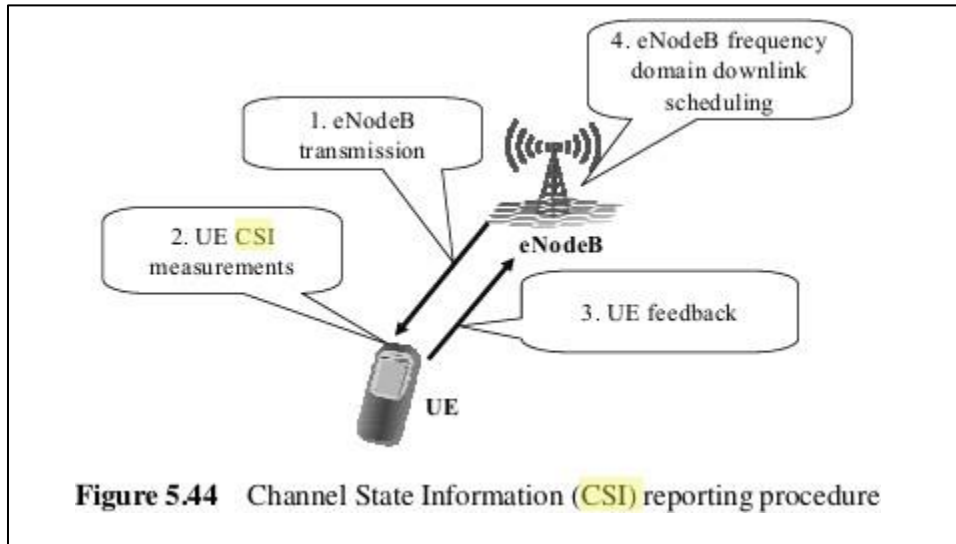 4. eNodeB frequency
domain downlink
scheduling
1. eNodeB
transmission
2. UE CSI
measurements
eNodeB
3. UE feedback
UE
Figure 5.44 Channel State Information (CSI) reporting procedure